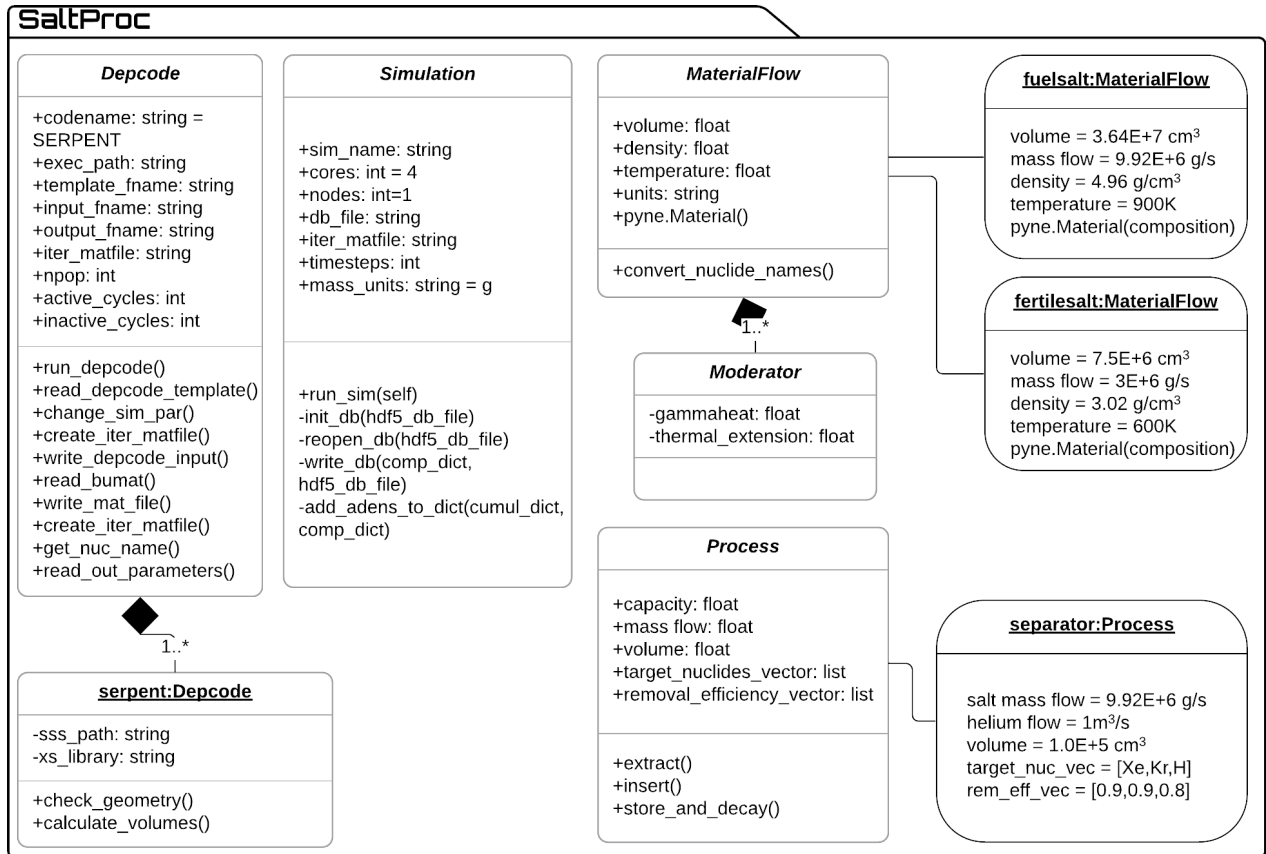 SaltProc
Depcode
+codename: string =
SERPENT
+exec_path: string
+template_fname: string
+input_fname: string
+output_fname: string
+iter_matfile: string
+npop: int
+active_cycles: int
+inactive_cycles: int
+run_depcode()
+read_depcode_template()
+change_sim_par()
+create_iter_matfile()
+write_depcode_input()
+read_bumat()
+write_mat_file()
+create_iter_matfile()
+get_nuc_name()
+read_out_parameters()
1..*
serpent:Depcode
-sss_path: string
-xs_library: string
+check_geometry()
+calculate_volumes()
Simulation
+sim_name: string
+cores: int = 4
+nodes: int=1
+db_file: string
+iter_matfile: string
+timesteps: int
+mass_units: string = g
+run_sim(self)
-init_db(hdf5_db_file)
-reopen_db(hdf5_db_file)
-write_db(comp_dict,
hdf5_db_file)
-add_adens_to_dict(cumul_dict,
comp_dict)
MaterialFlow
+volume: float
+density: float
+temperature: float
+units: string
+pyne.Material()
+convert_nuclide_names()
1..*
Moderator
-gammaheat: float
-thermal_extension: float
Process
+capacity: float
+mass flow: float
+volume: float
+target_nuclides_vector: list
+removal_efficiency_vector: list
+extract()
+insert()
+store_and_decay()
fuelsalt:MaterialFlow
volume = 3.64E+7 cm³
mass flow = 9.92E+6 g/s
density = 4.96 g/cm³
temperature = 900K
pyne.Material(composition)
fertilesalt:MaterialFlow
volume = 7.5E+6 cm³
mass flow = 3E+6 g/s
density = 3.02 g/cm³
temperature = 600K
pyne.Material(composition)
separator:Process
salt mass flow = 9.92E+6 g/s
helium flow = 1m³/s
volume = 1.0E+5 cm³
target_nuc_vec = [Xe,Kr,H]
rem_eff_vec = [0.9,0.9,0.8]